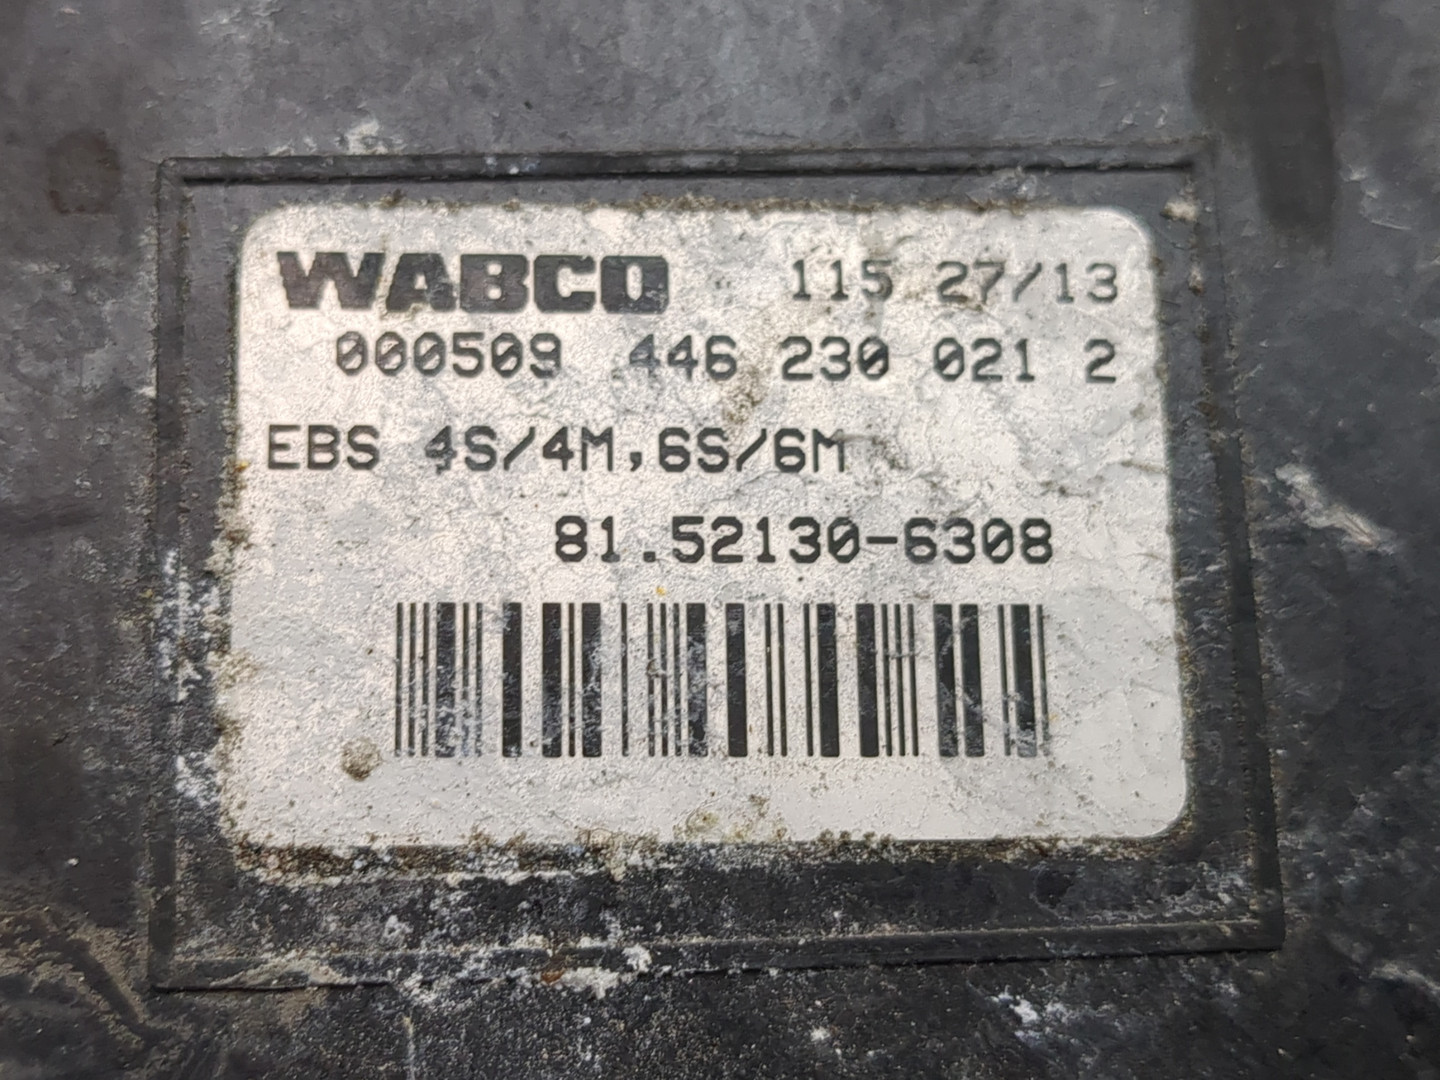 WABCO 115 27/13
000509 446 230 021 2
EBS 4S/4M,6S/6M
81.52130-6308